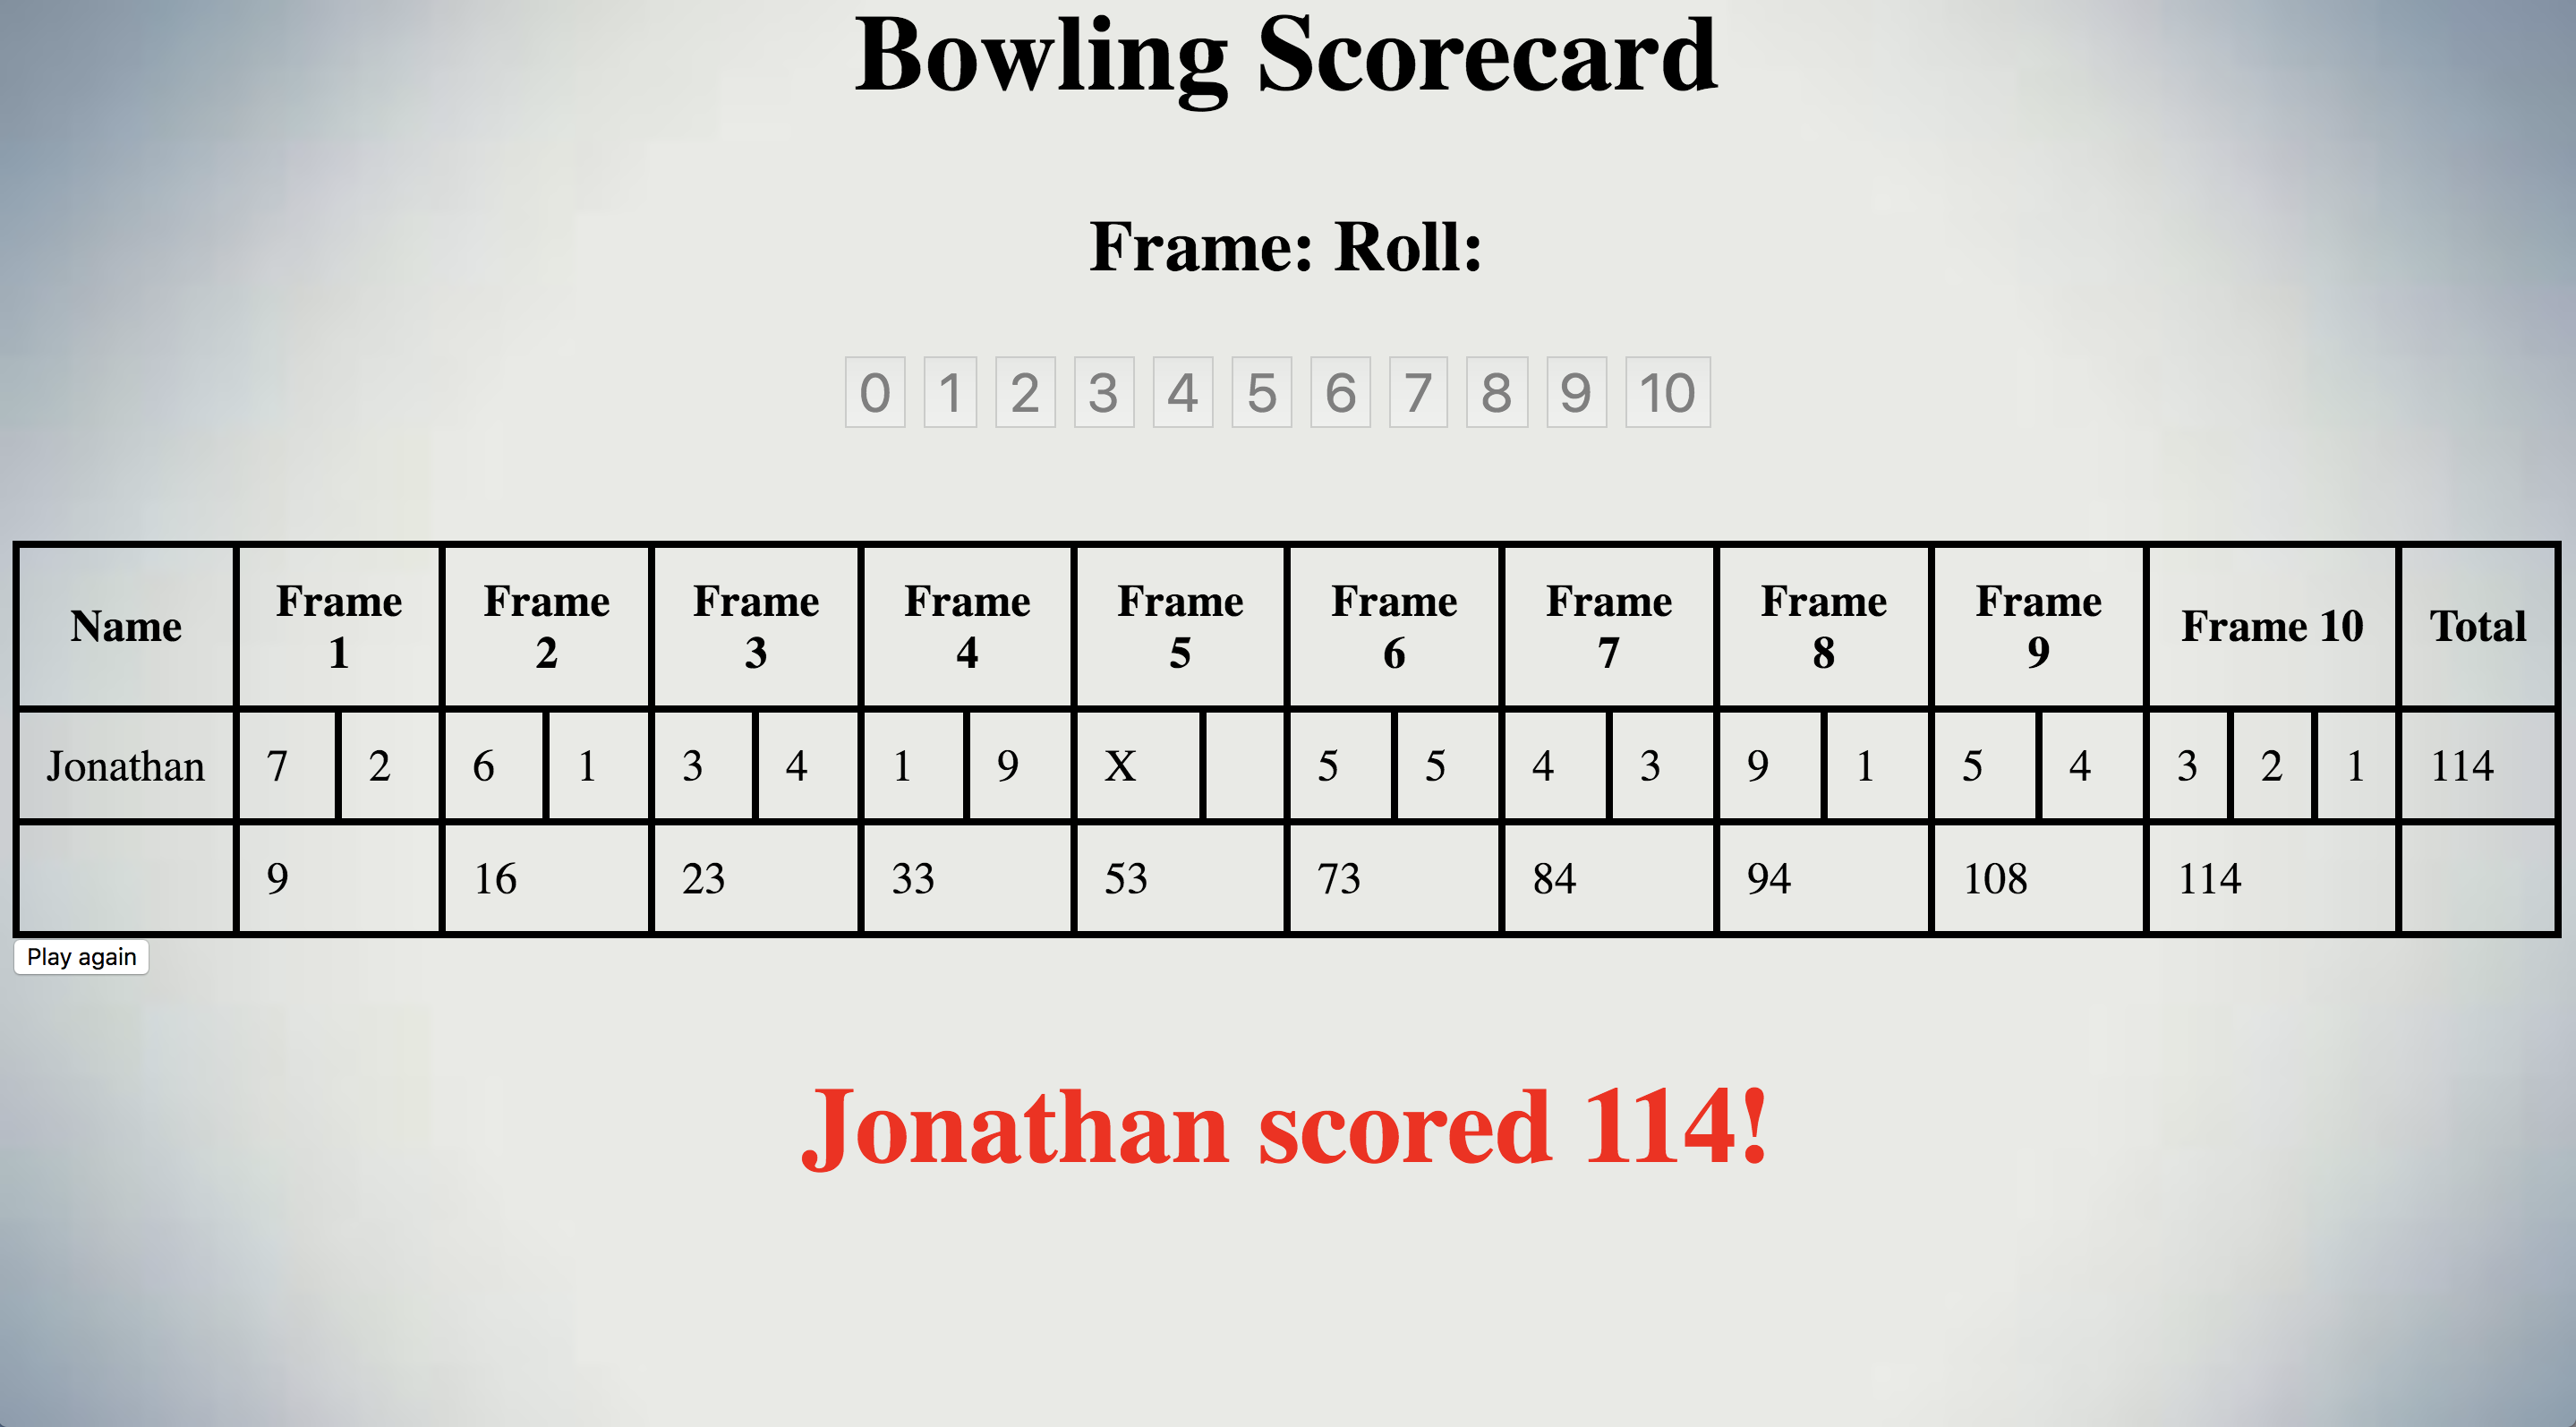 Bowling Scorecard
Frame: Roll:
0 1 2 3 4 5 6 7 8 9 10
Name Frame 1 Frame 2 Frame 3 Frame 4 Frame 5 Frame 6 Frame 7 Frame 8 Frame 9 Frame 10 Total
Jonathan 7 2 6 1 3 4 1 9 X 5 5 4 3 9 1 5 4 3 2 1 114
9 16 23 33 53 73 84 94 108 114
Play again
Jonathan scored 114!